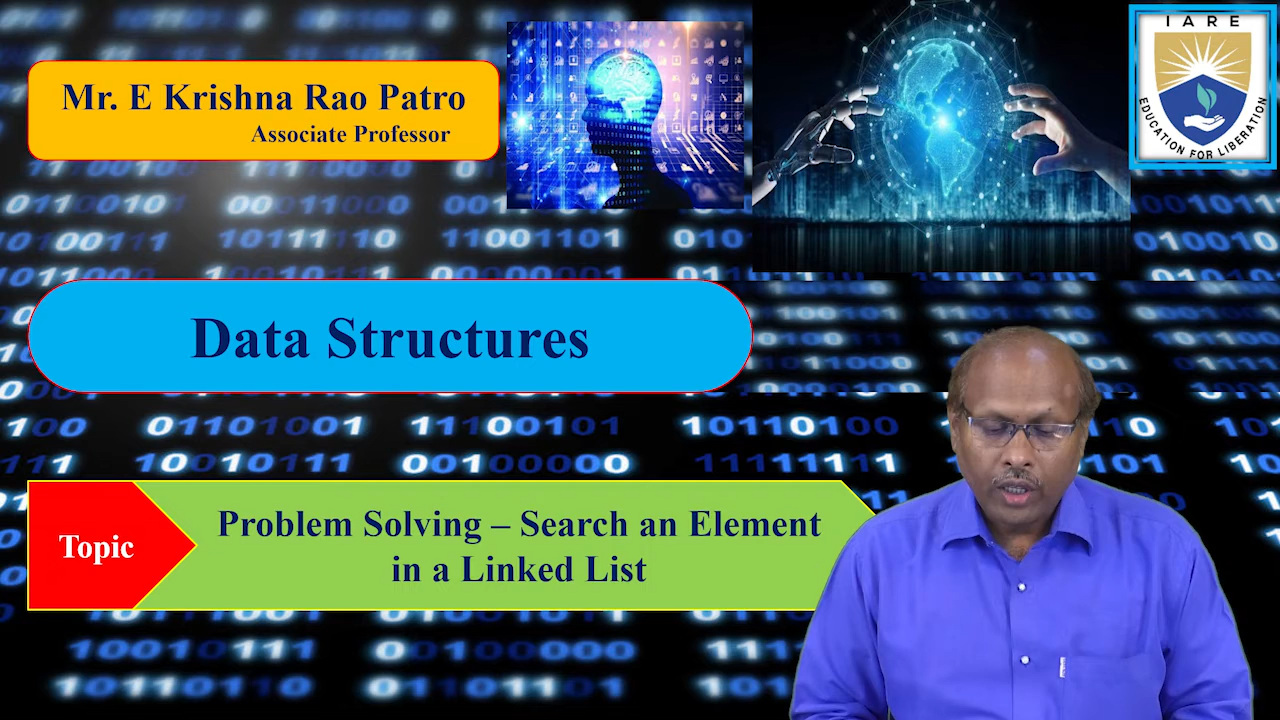 Mr. E Krishna Rao Patro
Associate Professor
IARE
EDUCATION FOR LIBERATION
Data Structures
Topic
Problem Solving – Search an Element
in a Linked List